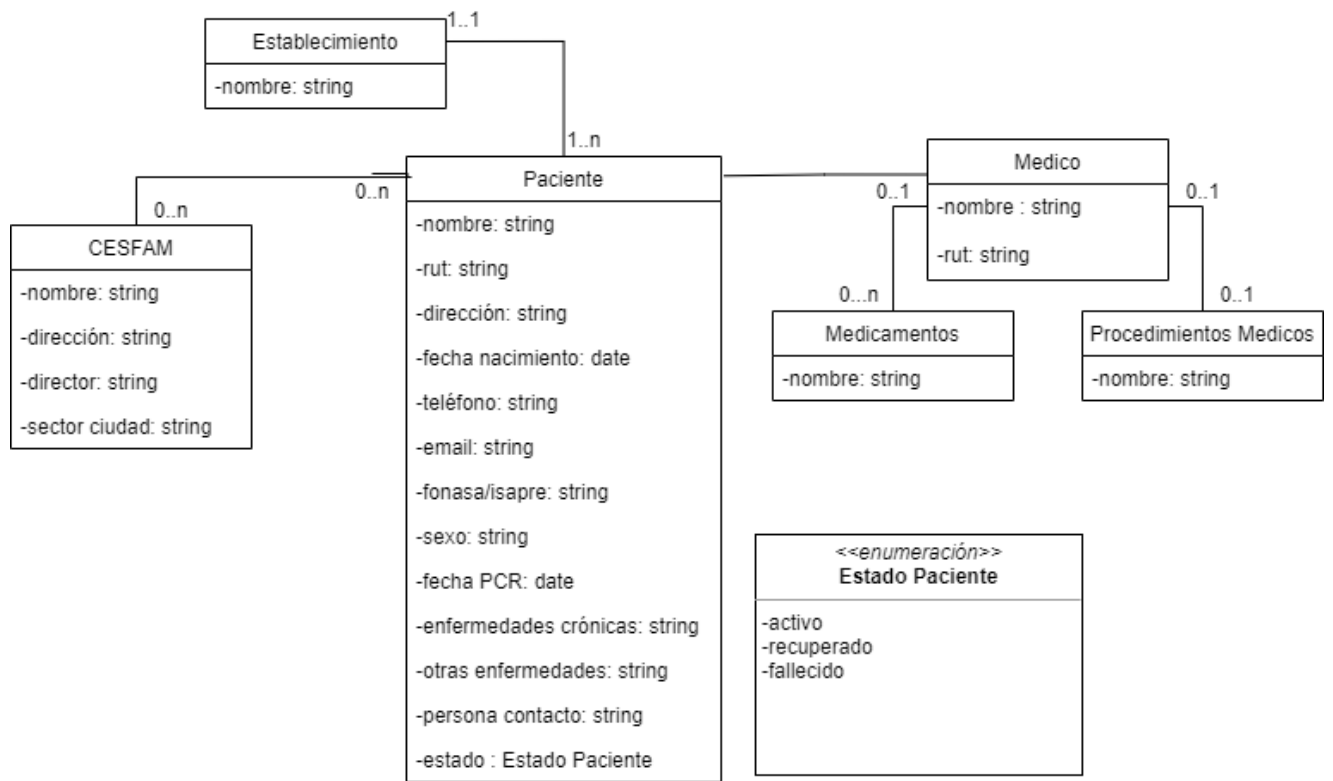 Establecimiento
-nombre: string
1..1
1..n
0..n
0..n
CESFAM
-nombre: string
-dirección: string
-director: string
-sector ciudad: string
Paciente
-nombre: string
-rut: string
-dirección: string
-fecha nacimiento: date
-teléfono: string
-email: string
-fonasa/isapre: string
-sexo: string
-fecha PCR: date
-enfermedades crónicas: string
-otras enfermedades: string
-persona contacto: string
-estado : Estado Paciente
Medico
-nombre : string
-rut: string
0..1
0..1
0...n
0..1
Medicamentos
-nombre: string
Procedimientos Medicos
-nombre: string
<<enumeración>>
Estado Paciente
-activo
-recuperado
-fallecido